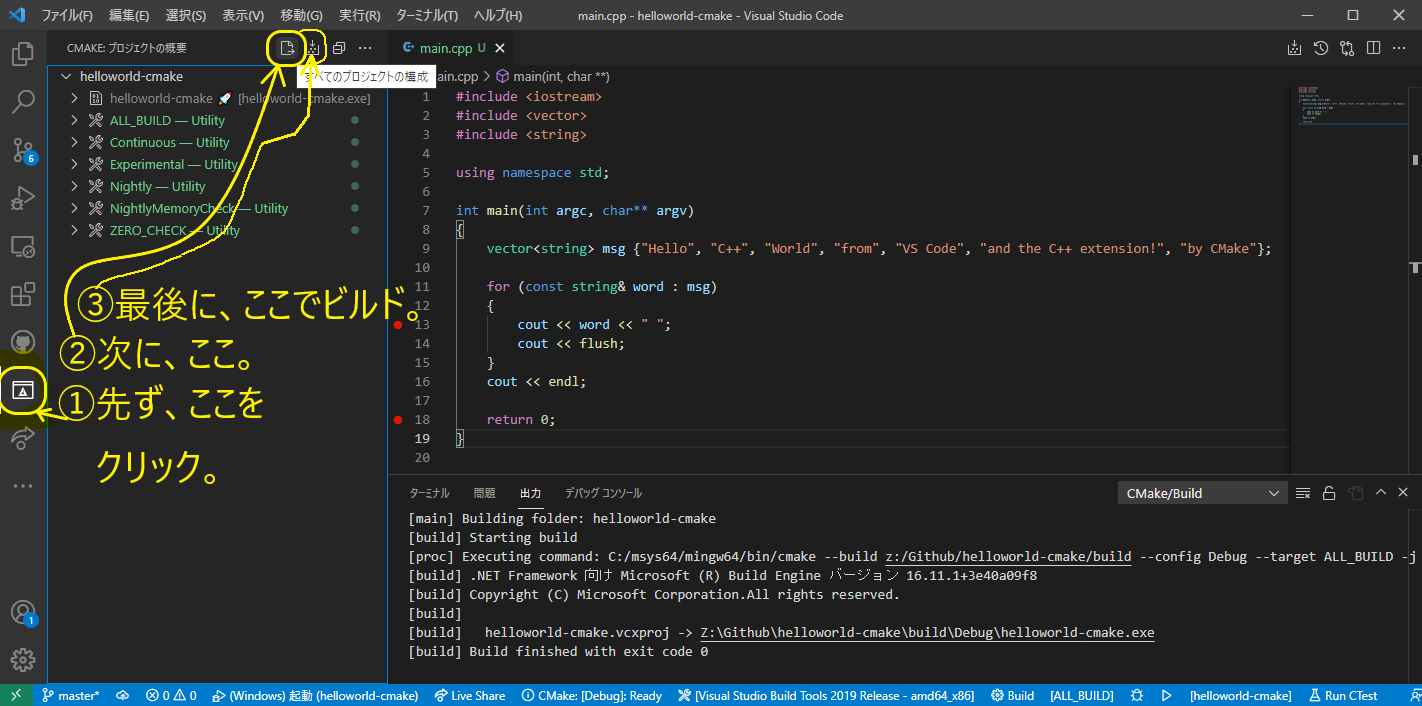 ファイル(F) 編集(E) 選択(S) 表示(V) 移動(G) 実行(R) ターミナル(T) ヘルプ(H) main.cpp - helloworld-cmake - Visual Studio Code
CMAKE: プロジェクトの概要
main.cpp U
すべてのプロジェクトの構成
main(int, char **)
helloworld-cmake
helloworld-cmake [helloworld-cmake.exe]
ALL_BUILD — Utility
Continuous — Utility
Experimental — Utility
Nightly — Utility
NightlyMemoryCheck — Utility
ZERO_CHECK — Utility
③最後に、ここでビルド。
②次に、ここ。
①先ず、ここを
クリック。
6
1
1 #include <iostream>
2 #include <vector>
3 #include <string>
4
5 using namespace std;
6
7 int main(int argc, char** argv)
8 {
9 vector<string> msg {"Hello", "C++", "World", "from", "VS Code", "and the C++ extension!", "by CMake"};
10
11 for (const string& word : msg)
12 {
13 cout << word << " ";
14 cout << flush;
15 }
16 cout << endl;
17
18 return 0;
19 }
20
ターミナル 問題 出力 デバッグ コンソール CMake/Build
[main] Building folder: helloworld-cmake
[build] Starting build
[proc] Executing command: C:/msys64/mingw64/bin/cmake --build z:/Github/helloworld-cmake/build --config Debug --target ALL_BUILD -j
[build] .NET Framework 向け Microsoft (R) Build Engine バージョン 16.11.1+3e40a09f8
[build] Copyright (C) Microsoft Corporation.All rights reserved.
[build]
[build] helloworld-cmake.vcxproj -> Z:\Github\helloworld-cmake\build\Debug\helloworld-cmake.exe
[build] Build finished with exit code 0
master* 0 0 (Windows) 起動 (helloworld-cmake) Live Share CMake: [Debug]: Ready [Visual Studio Build Tools 2019 Release - amd64_x86] Build [ALL_BUILD] [helloworld-cmake] Run CTest